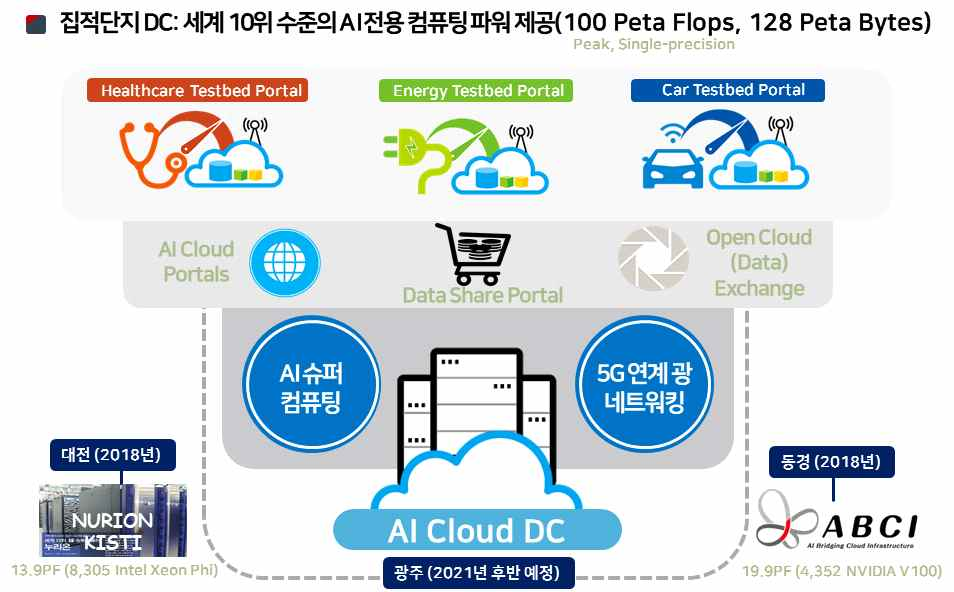 집적단지 DC: 세계 10위 수준의 AI전용 컴퓨팅 파워 제공(100 Peta Flops, 128 Peta Bytes)
Peak, Single-precision
Healthcare Testbed Portal
Energy Testbed Portal
Car Testbed Portal
AI Cloud
Portals
Data Share Portal
Open Cloud
(Data)
Exchange
AI 슈퍼
컴퓨팅
5G 연계 광
네트워킹
대전 (2018년)
NURION
KISTI
누리온
13.9PF (8,305 Intel Xeon Phi)
AI Cloud DC
광주 (2021년 후반 예정)
동경 (2018년)
ABCI
AI Bridging Cloud Infrastructure
19.9PF (4,352 NVIDIA V100)